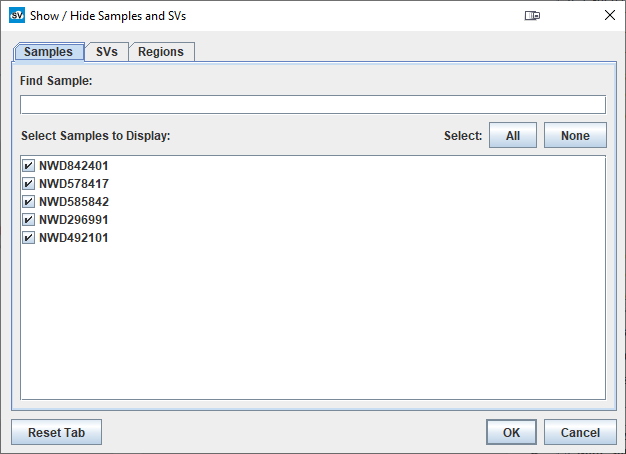 SV Show / Hide Samples and SVs
Samples SVs Regions
Find Sample:
Select Samples to Display: Select: All None
NWD842401
NWD578417
NWD585842
NWD296991
NWD492101
Reset Tab OK Cancel